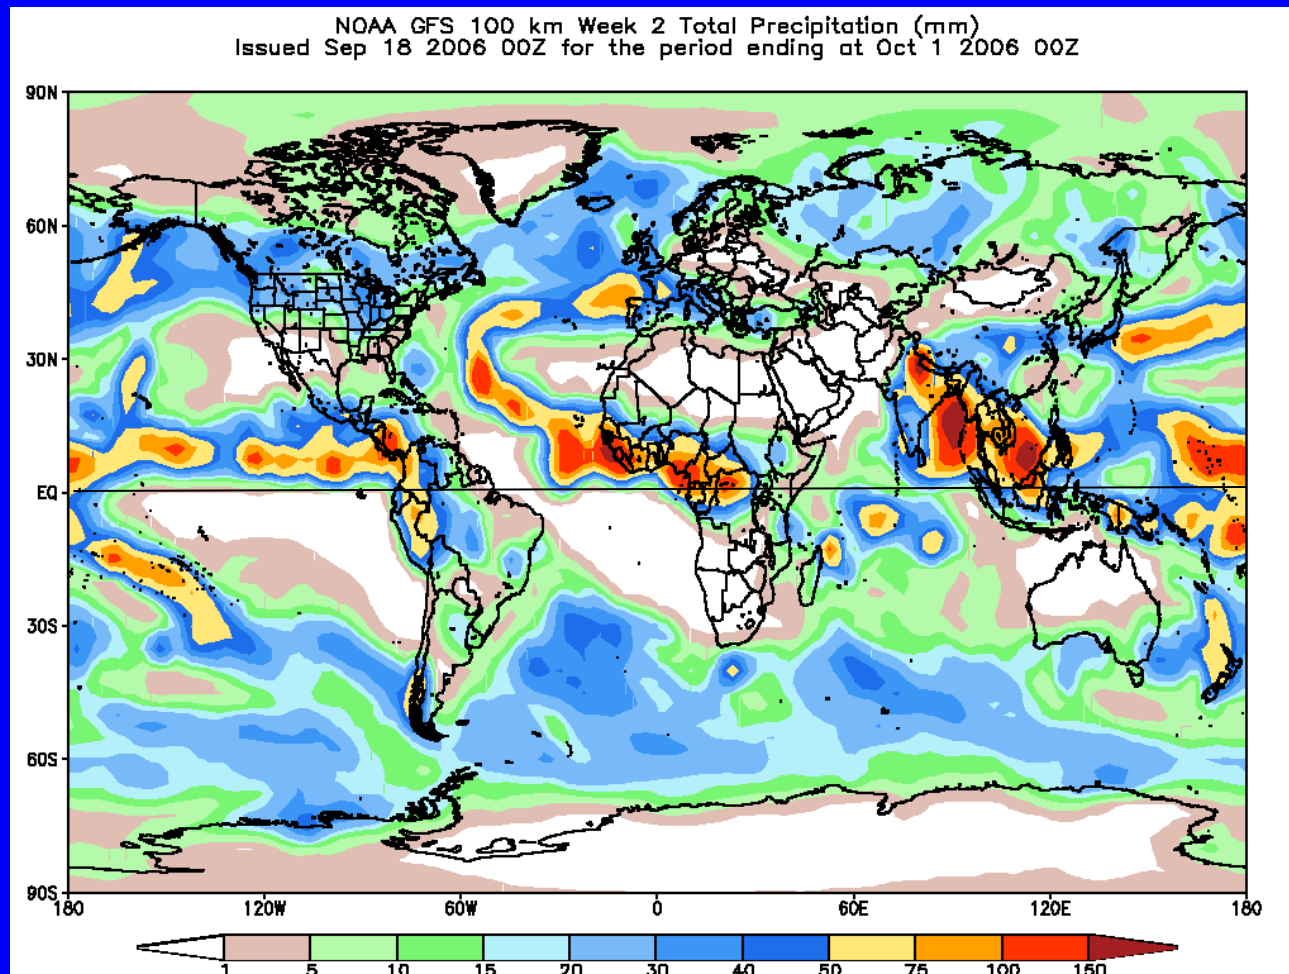 NOAA GFS 100 km Week 2 Total Precipitation (mm)
Issued Sep 18 2006 00Z for the period ending at Oct 1 2006 00Z
90N
60N
30N
EQ
30S
60S
90S
180 120W 60W 0 60E 120E 180
1 5 10 15 20 30 40 50 75 100 150